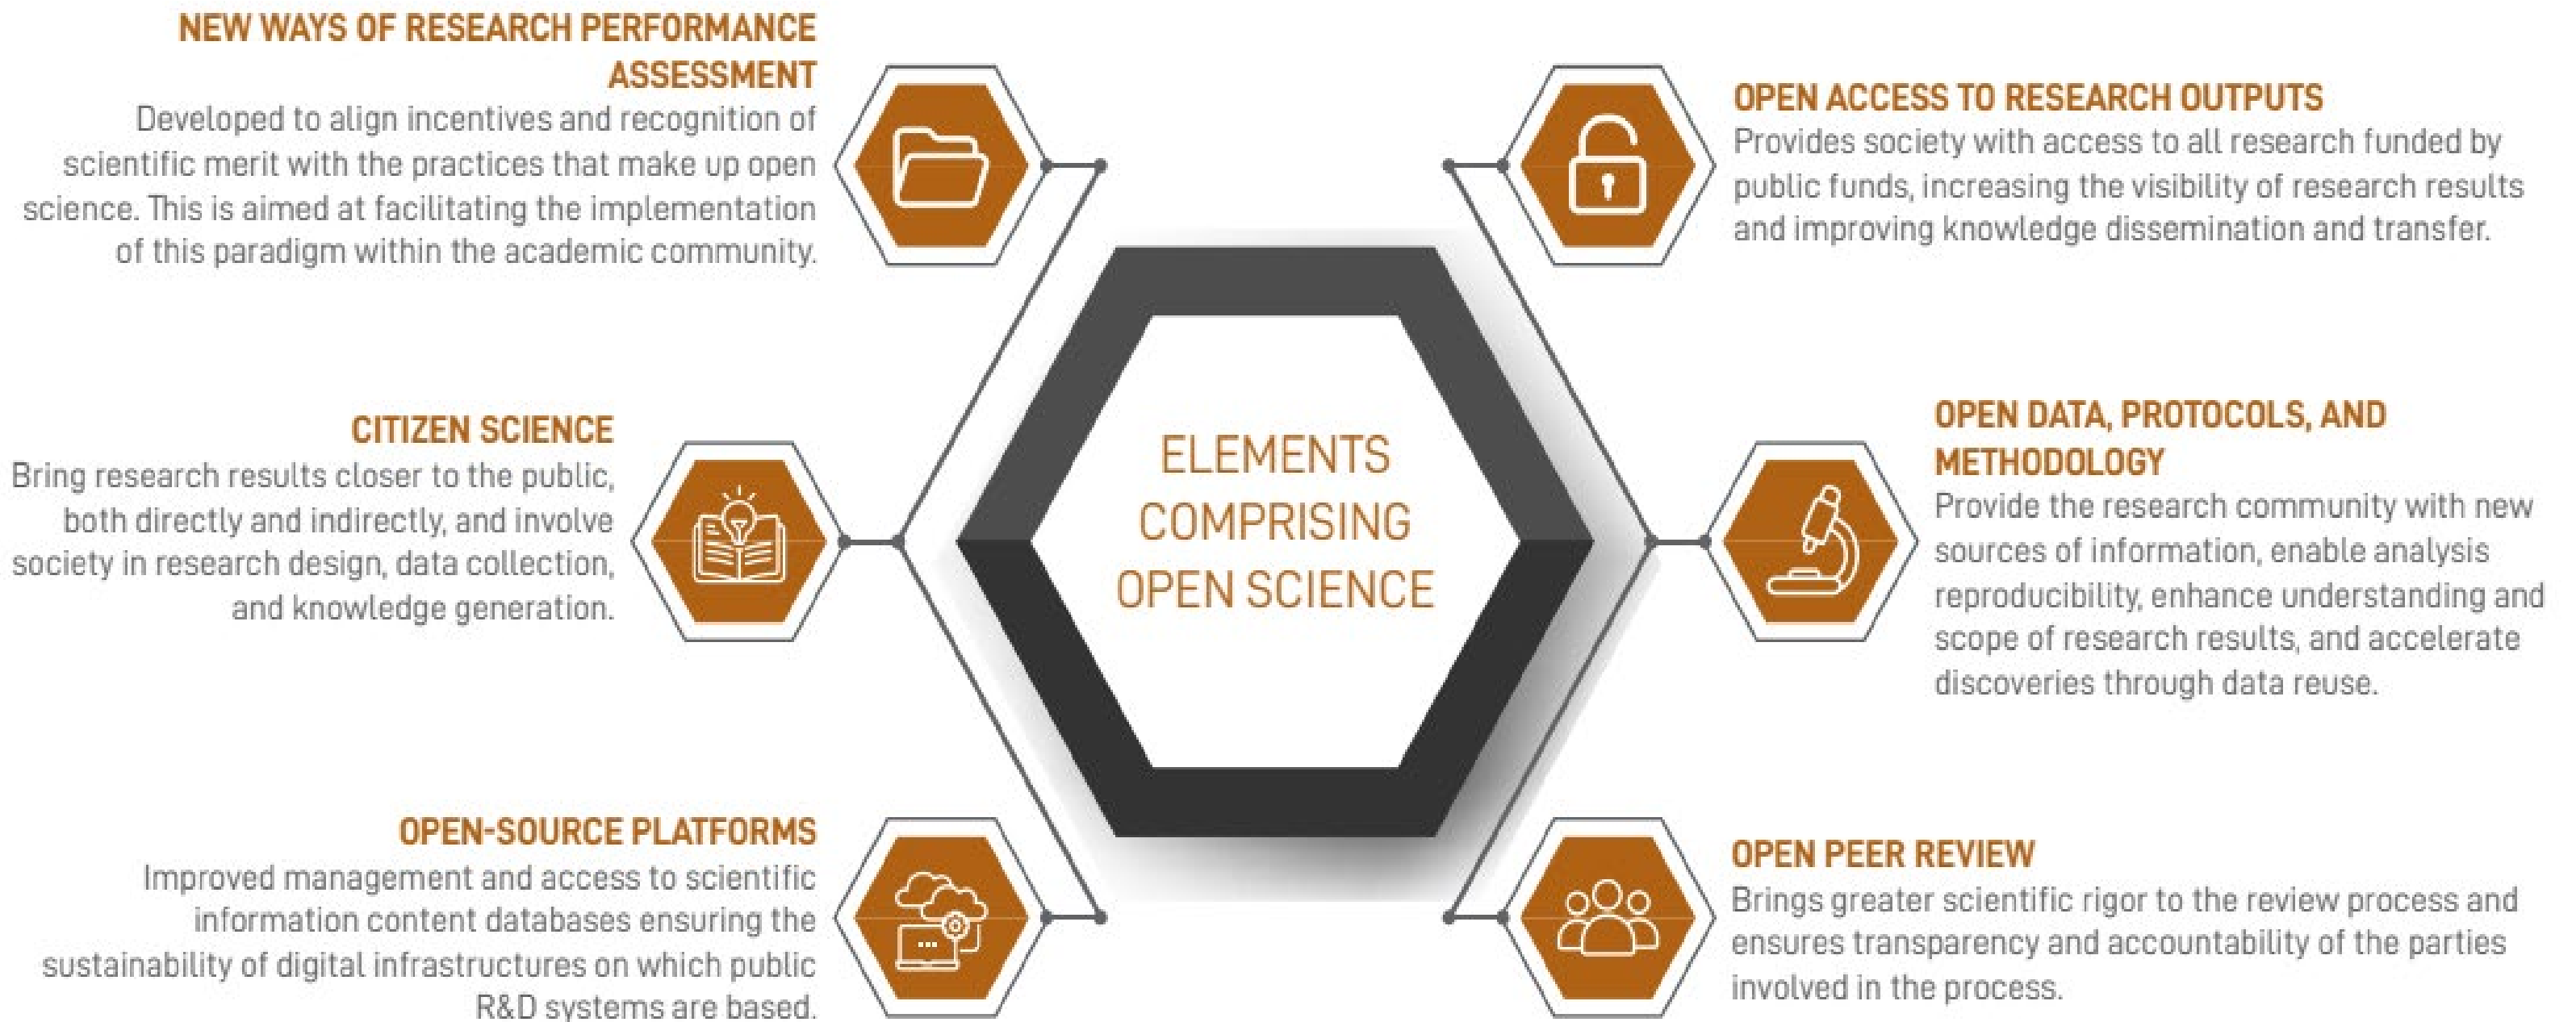 NEW WAYS OF RESEARCH PERFORMANCE
ASSESSMENT
Developed to align incentives and recognition of
scientific merit with the practices that make up open
science. This is aimed at facilitating the implementation
of this paradigm within the academic community.
CITIZEN SCIENCE
Bring research results closer to the public,
both directly and indirectly, and involve
society in research design, data collection,
and knowledge generation.
OPEN-SOURCE PLATFORMS
Improved management and access to scientific
information content databases ensuring the
sustainability of digital infrastructures on which public
R&D systems are based.
ELEMENTS
COMPRISING
OPEN SCIENCE
OPEN ACCESS TO RESEARCH OUTPUTS
Provides society with access to all research funded by
public funds, increasing the visibility of research results
and improving knowledge dissemination and transfer.
OPEN DATA, PROTOCOLS, AND
METHODOLOGY
Provide the research community with new
sources of information, enable analysis
reproducibility, enhance understanding and
scope of research results, and accelerate
discoveries through data reuse.
OPEN PEER REVIEW
Brings greater scientific rigor to the review process and
ensures transparency and accountability of the parties
involved in the process.